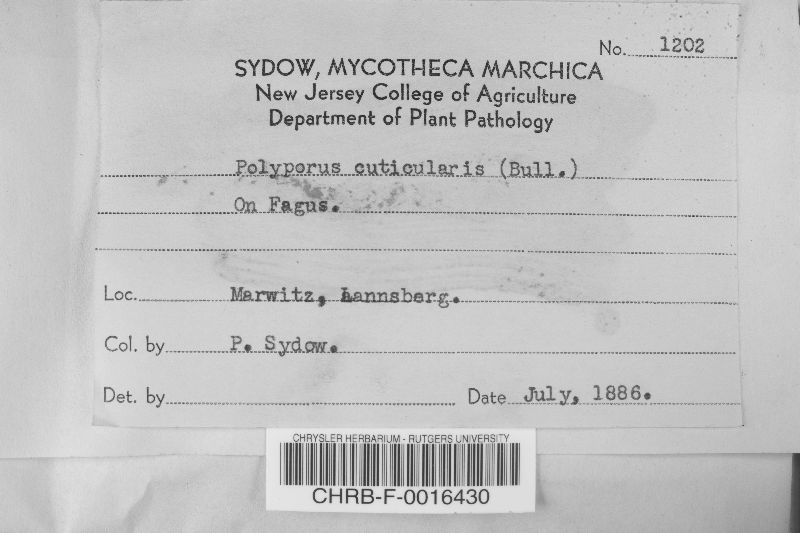 No. 1202
SYDOW, MYCOTHECA MARCHICA
New Jersey College of Agriculture
Department of Plant Pathology
Polyporus cuticularis (Bull.)
On Fagus.
Loc. Marwitz, Lannsberg.
Col. by P. Sydow.
Det. by Date July, 1886.
CHRYSLER HERBARIUM - RUTGERS UNIVERSITY
CHRB-F-0016430